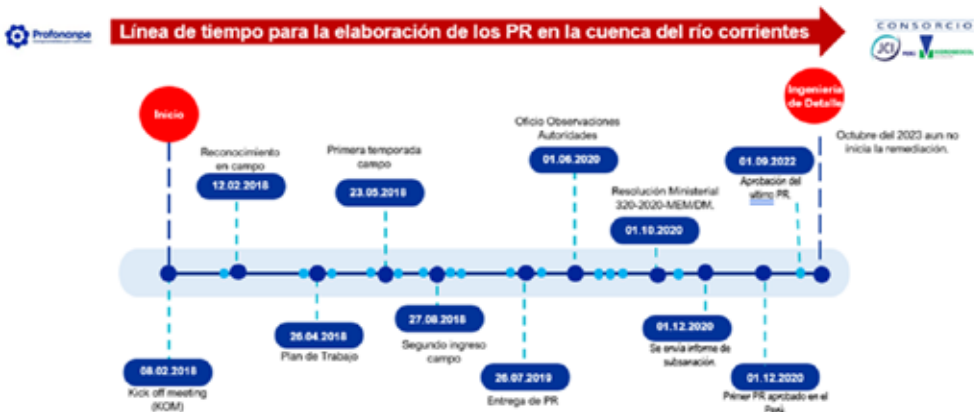 Profonanpe
Línea de tiempo para la elaboración de los PR en la cuenca del río corrientes
CONSORCIO
JCI
PERÚ
Inicio
Reconocimiento
en campo
12.02.2018
Primera temporada
campo
23.05.2018
Oficio Observaciones
Autoridades
01.06.2020
Resolución Ministerial
320-2020-MEM/DM.
01.10.2020
01.09.2022
Aprobación del
último PR.
Ingeniería
de Detalle
Octubre del 2023 aun no
inicia la remediación.
08.02.2018
Kick off meeting
(KOM)
26.04.2018
Plan de Trabajo
27.08.2018
Segundo ingreso
campo
26.07.2019
Entrega de PR
01.12.2020
Se envía informe de
subsanación.
01.12.2020
Primer PR aprobado en el
Perú